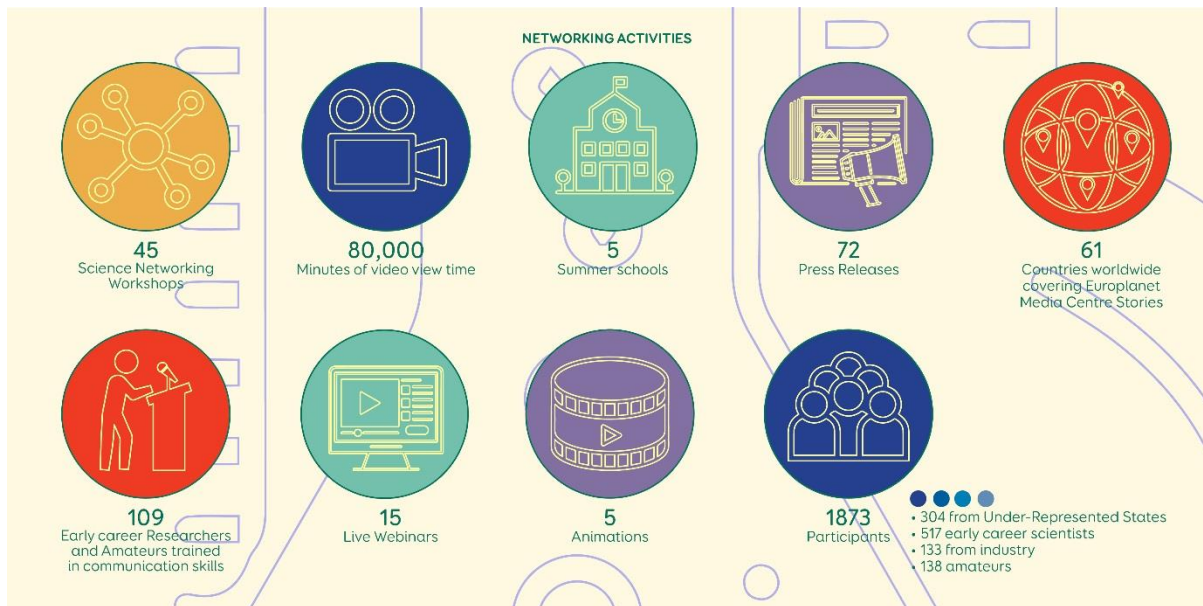 NETWORKING ACTIVITIES
45
Science Networking
Workshops
80,000
Minutes of video view time
5
Summer schools
72
Press Releases
61
Countries worldwide
covering Europlanet
Media Centre Stories
109
Early career Researchers
and Amateurs trained
in communication skills
15
Live Webinars
5
Animations
1873
Participants
• 304 from Under-Represented States
• 517 early career scientists
• 133 from industry
• 138 amateurs